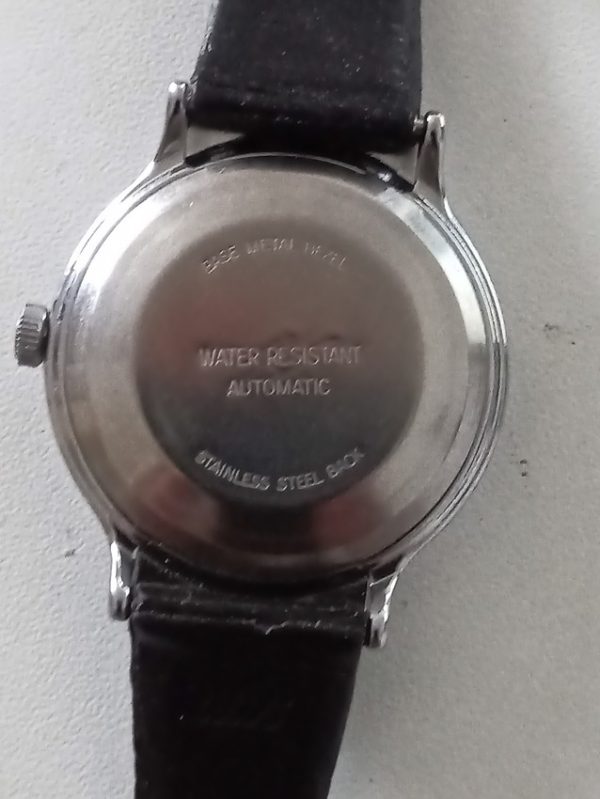 BASE METAL BEZEL
WATER RESISTANT
AUTOMATIC
STAINLESS STEEL BACK